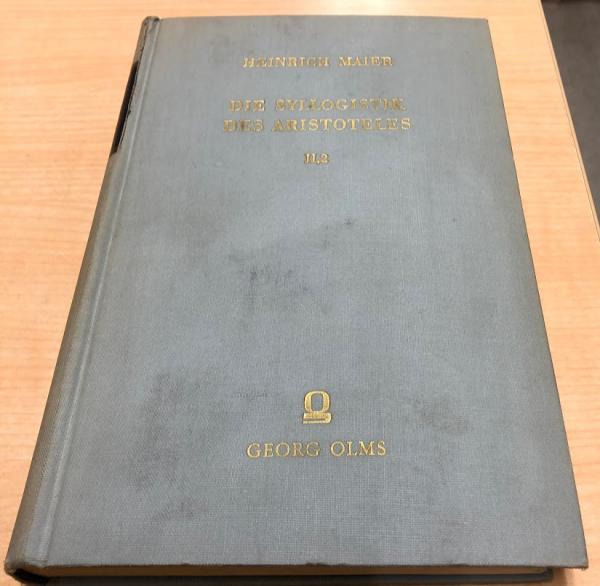 HEINRICH MAIER
DIE SYLLOGISTIK
DES ARISTOTELES
II,2
GEORG OLMS